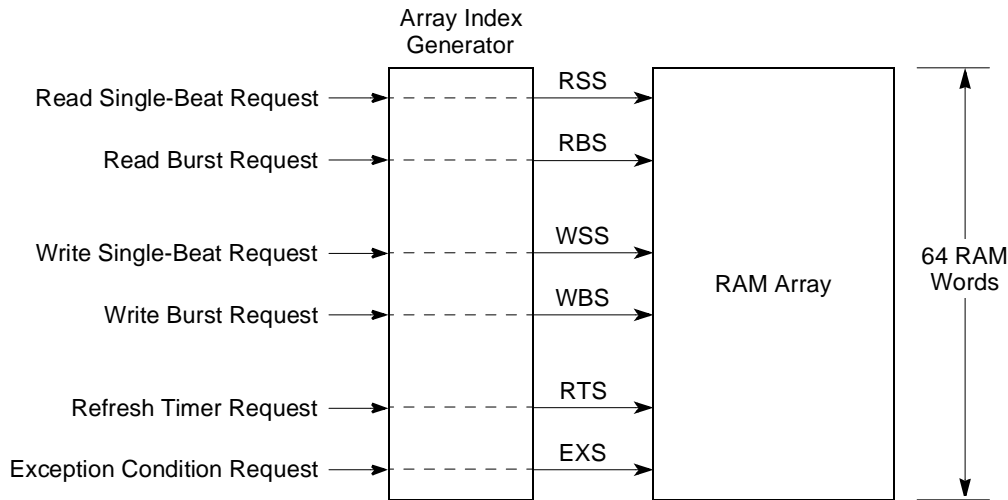 Array Index
Generator
Read Single-Beat Request
RSS
Read Burst Request
RBS
Write Single-Beat Request
WSS
64 RAM
Words
RAM Array
Write Burst Request
WBS
Refresh Timer Request
RTS
Exception Condition Request
EXS